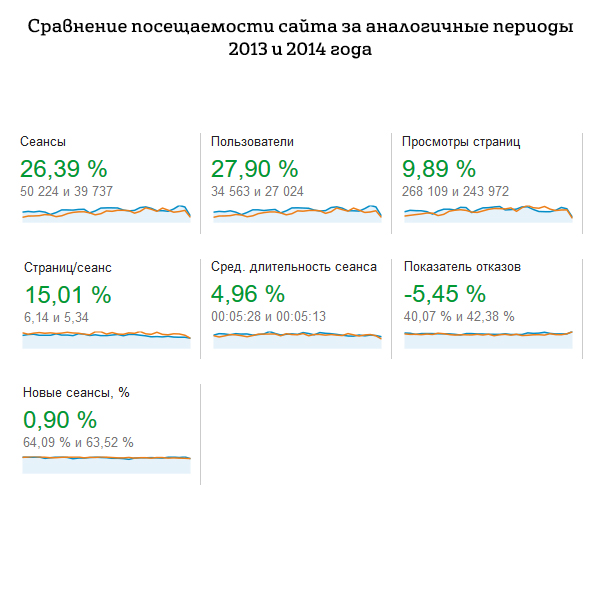 Сравнение посещаемости сайта за аналогичные периоды
2013 и 2014 года
Сеансы
26,39 %
50 224 и 39 737
Пользователи
27,90 %
34 563 и 27 024
Просмотры страниц
9,89 %
268 109 и 243 972
Страниц/сеанс
15,01 %
6,14 и 5,34
Сред. длительность сеанса
4,96 %
00:05:28 и 00:05:13
Показатель отказов
-5,45 %
40,07 % и 42,38 %
Новые сеансы, %
0,90 %
64,09 % и 63,52 %